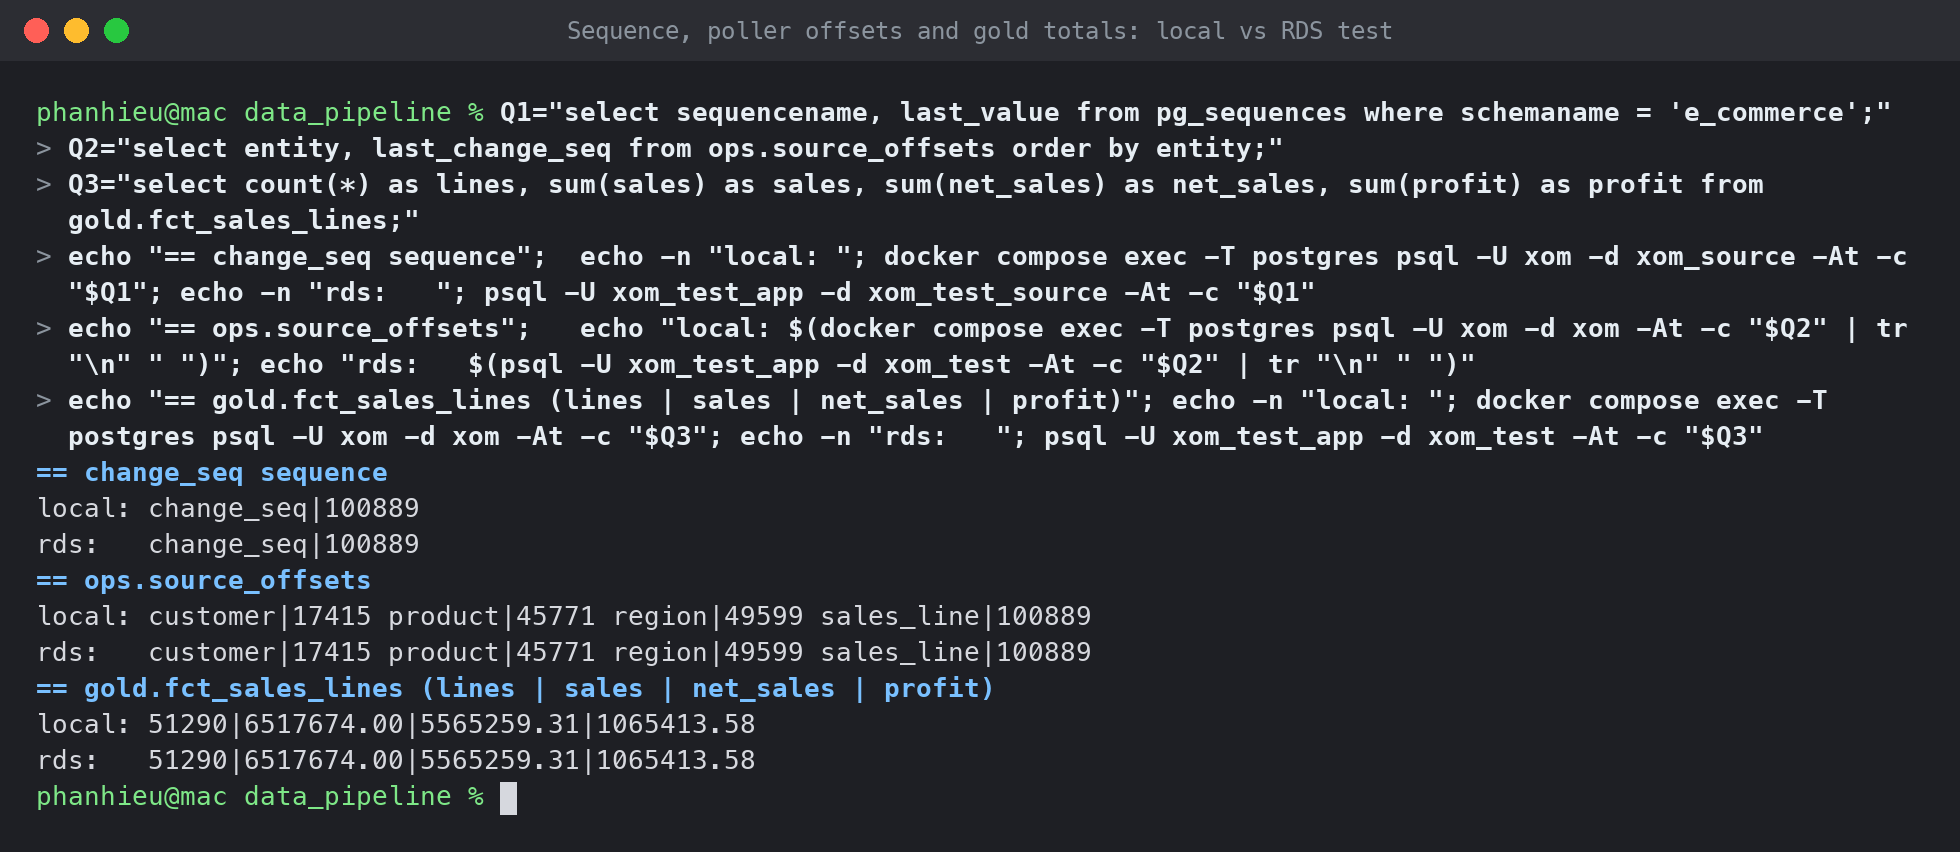 Sequence, poller offsets and gold totals: local vs RDS test
phanhieu@mac data_pipeline % Q1="select sequencename, last_value from pg_sequences where schemaname = 'e_commerce';"
> Q2="select entity, last_change_seq from ops.source_offsets order by entity;"
> Q3="select count(*) as lines, sum(sales) as sales, sum(net_sales) as net_sales, sum(profit) as profit from
gold.fct_sales_lines;"
> echo "== change_seq sequence";  echo -n "local: "; docker compose exec -T postgres psql -U xom -d xom_source -At -c
"$Q1"; echo -n "rds:   "; psql -U xom_test_app -d xom_test_source -At -c "$Q1"
> echo "== ops.source_offsets";   echo "local: $(docker compose exec -T postgres psql -U xom -d xom -At -c "$Q2" | tr
"\n" " ")"; echo "rds:   $(psql -U xom_test_app -d xom_test -At -c "$Q2" | tr "\n" " ")"
> echo "== gold.fct_sales_lines (lines | sales | net_sales | profit)"; echo -n "local: "; docker compose exec -T
postgres psql -U xom -d xom -At -c "$Q3"; echo -n "rds:   "; psql -U xom_test_app -d xom_test -At -c "$Q3"
== change_seq sequence
local: change_seq|100889
rds:   change_seq|100889
== ops.source_offsets
local: customer|17415 product|45771 region|49599 sales_line|100889
rds:   customer|17415 product|45771 region|49599 sales_line|100889
== gold.fct_sales_lines (lines | sales | net_sales | profit)
local: 51290|6517674.00|5565259.31|1065413.58
rds:   51290|6517674.00|5565259.31|1065413.58
phanhieu@mac data_pipeline %